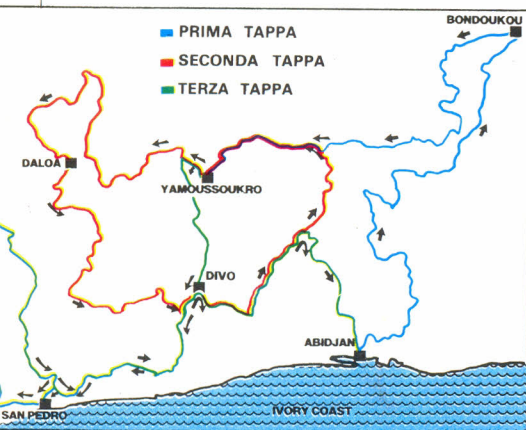 BONDOUKOU
PRIMA TAPPA
SECONDA TAPPA
TERZA TAPPA
DALOA
YAMOUSSOUKRO
DIVO
ABIDJAN
SAN PEDRO
IVORY COAST